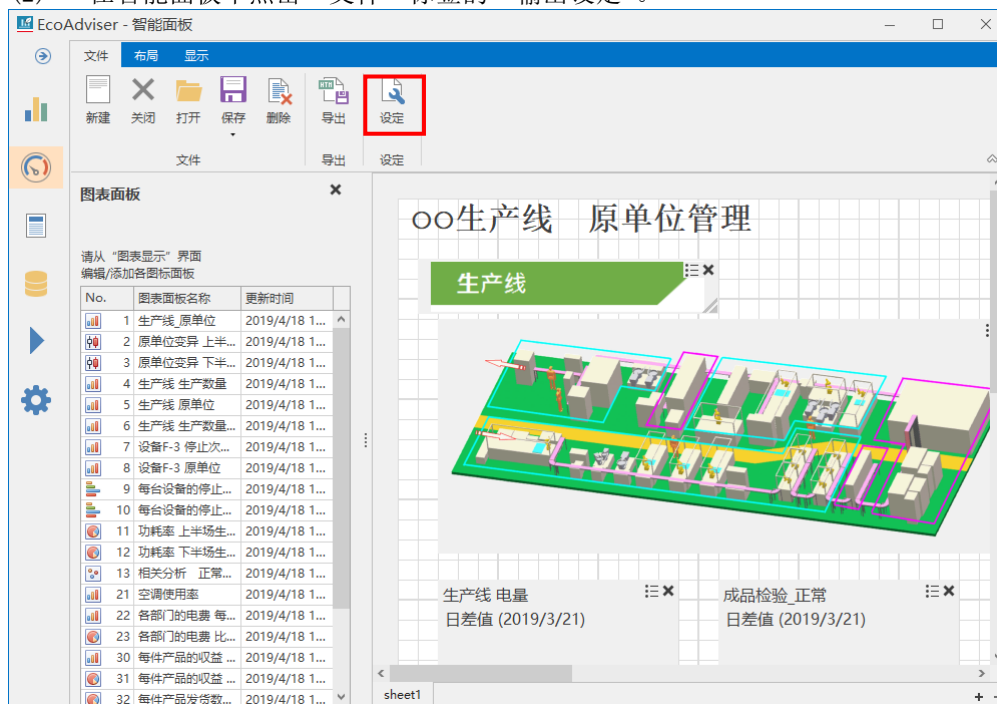 EcoAdviser - 智能面板
文件 布局 显示
新建 关闭 打开 保存 删除 导出 设定
文件 导出 设定
图表面板
请从“图表显示”界面
编辑/添加各图标面板
No. 图表面板名称 更新时间
1 生产线_原单位 2019/4/18 1...
2 原单位变异 上半... 2019/4/18 1...
3 原单位变异 下半... 2019/4/18 1...
4 生产线 生产数量 2019/4/18 1...
5 生产线 原单位 2019/4/18 1...
6 生产线 生产数量... 2019/4/18 1...
7 设备F-3 停止次... 2019/4/18 1...
8 设备F-3 原单位 2019/4/18 1...
9 每台设备的停止... 2019/4/18 1...
10 每台设备的停止... 2019/4/18 1...
11 功耗率 上半场生... 2019/4/18 1...
12 功耗率 下半场生... 2019/4/18 1...
13 相关分析 正常... 2019/4/18 1...
21 空调使用率 2019/4/18 1...
22 各部门的电费 每... 2019/4/18 1...
23 各部门的电费 比... 2019/4/18 1...
30 每件产品的收益 ... 2019/4/18 1...
31 每件产品的收益 ... 2019/4/18 1...
32 每件产品发货数... 2019/4/18 1...
○○生产线 原单位管理
生产线
生产线 电量
日差值 (2019/3/21)
成品检验_正常
日差值 (2019/3/21)
sheet1